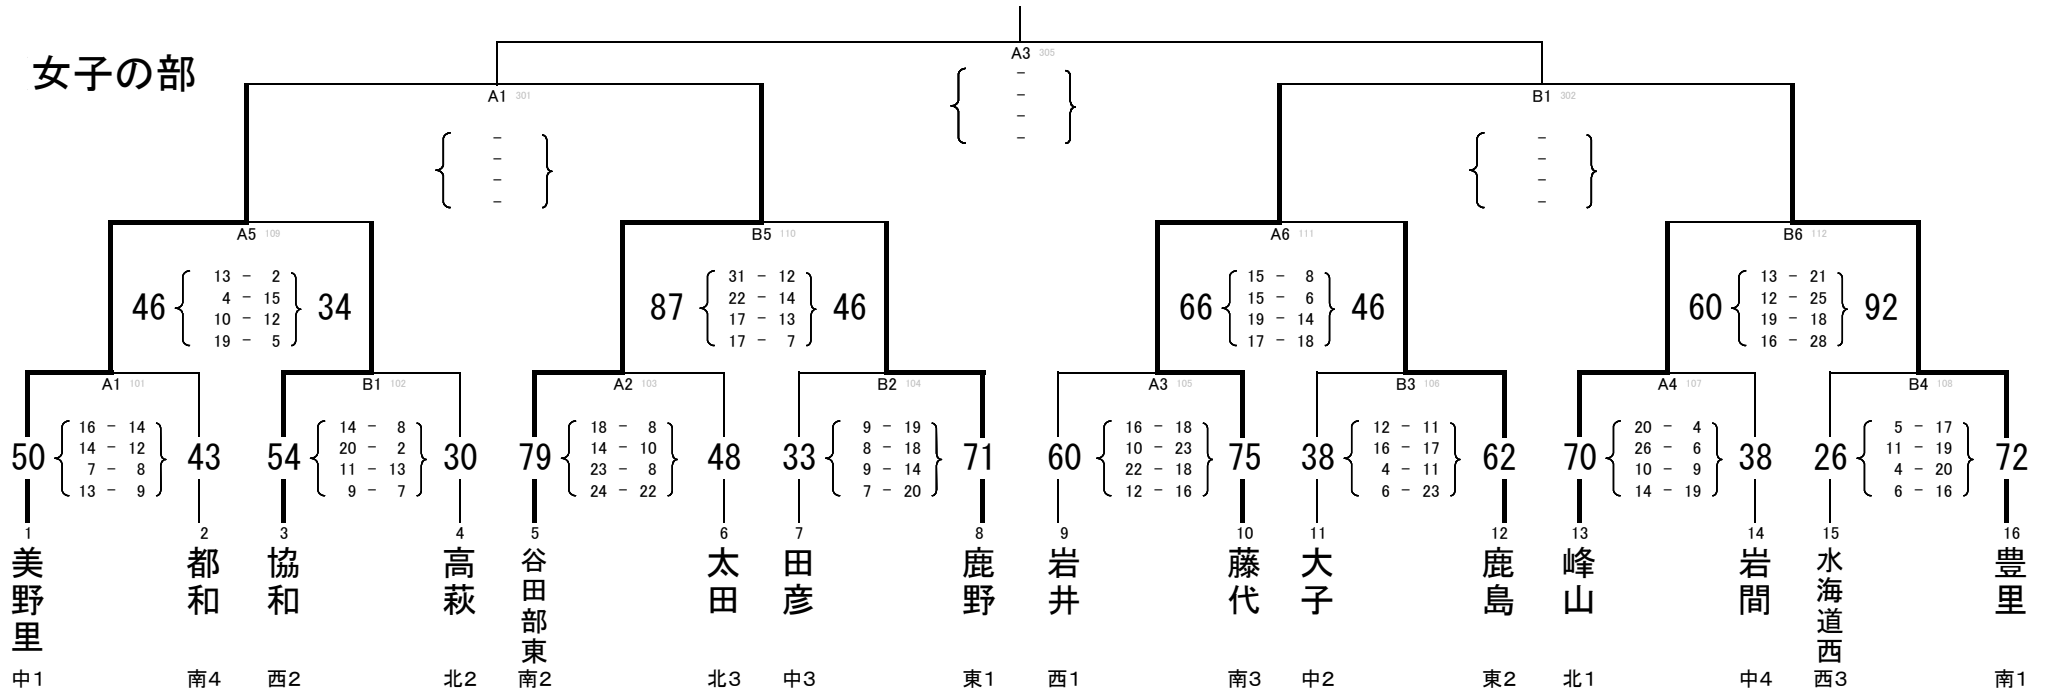 女子の部
A3 305
-
-
-
-
A1 301
-
-
-
-
B1 302
-
-
-
-
A5 109
46 34
13 - 2
4 - 15
10 - 12
19 - 5
B5 110
87 46
31 - 12
22 - 14
17 - 13
17 - 7
A6 111
66 46
15 - 8
15 - 6
19 - 14
17 - 18
B6 112
60 92
13 - 21
12 - 25
19 - 18
16 - 28
A1 101
50 43
16 - 14
14 - 12
7 - 8
13 - 9
B1 102
54 30
14 - 8
20 - 2
11 - 13
9 - 7
A2 103
79 48
18 - 8
14 - 10
23 - 8
24 - 22
B2 104
33 71
9 - 19
8 - 18
9 - 14
7 - 20
A3 105
60 75
16 - 18
10 - 23
22 - 18
12 - 16
B3 106
38 62
12 - 11
16 - 17
4 - 11
6 - 23
A4 107
70 38
20 - 4
26 - 6
10 - 9
14 - 19
B4 108
26 72
5 - 17
11 - 19
4 - 20
6 - 16
1 2 3 4 5 6 7 8 9 10 11 12 13 14 15 16
美野里
都和
協和
高萩
谷田部東
太田
田彦
鹿野
岩井
藤代
大子
鹿島
峰山
岩間
水海道西
豊里
中1 南4 西2 北2 南2 北3 中3 東1 西1 南3 中2 東2 北1 中4 西3 南1